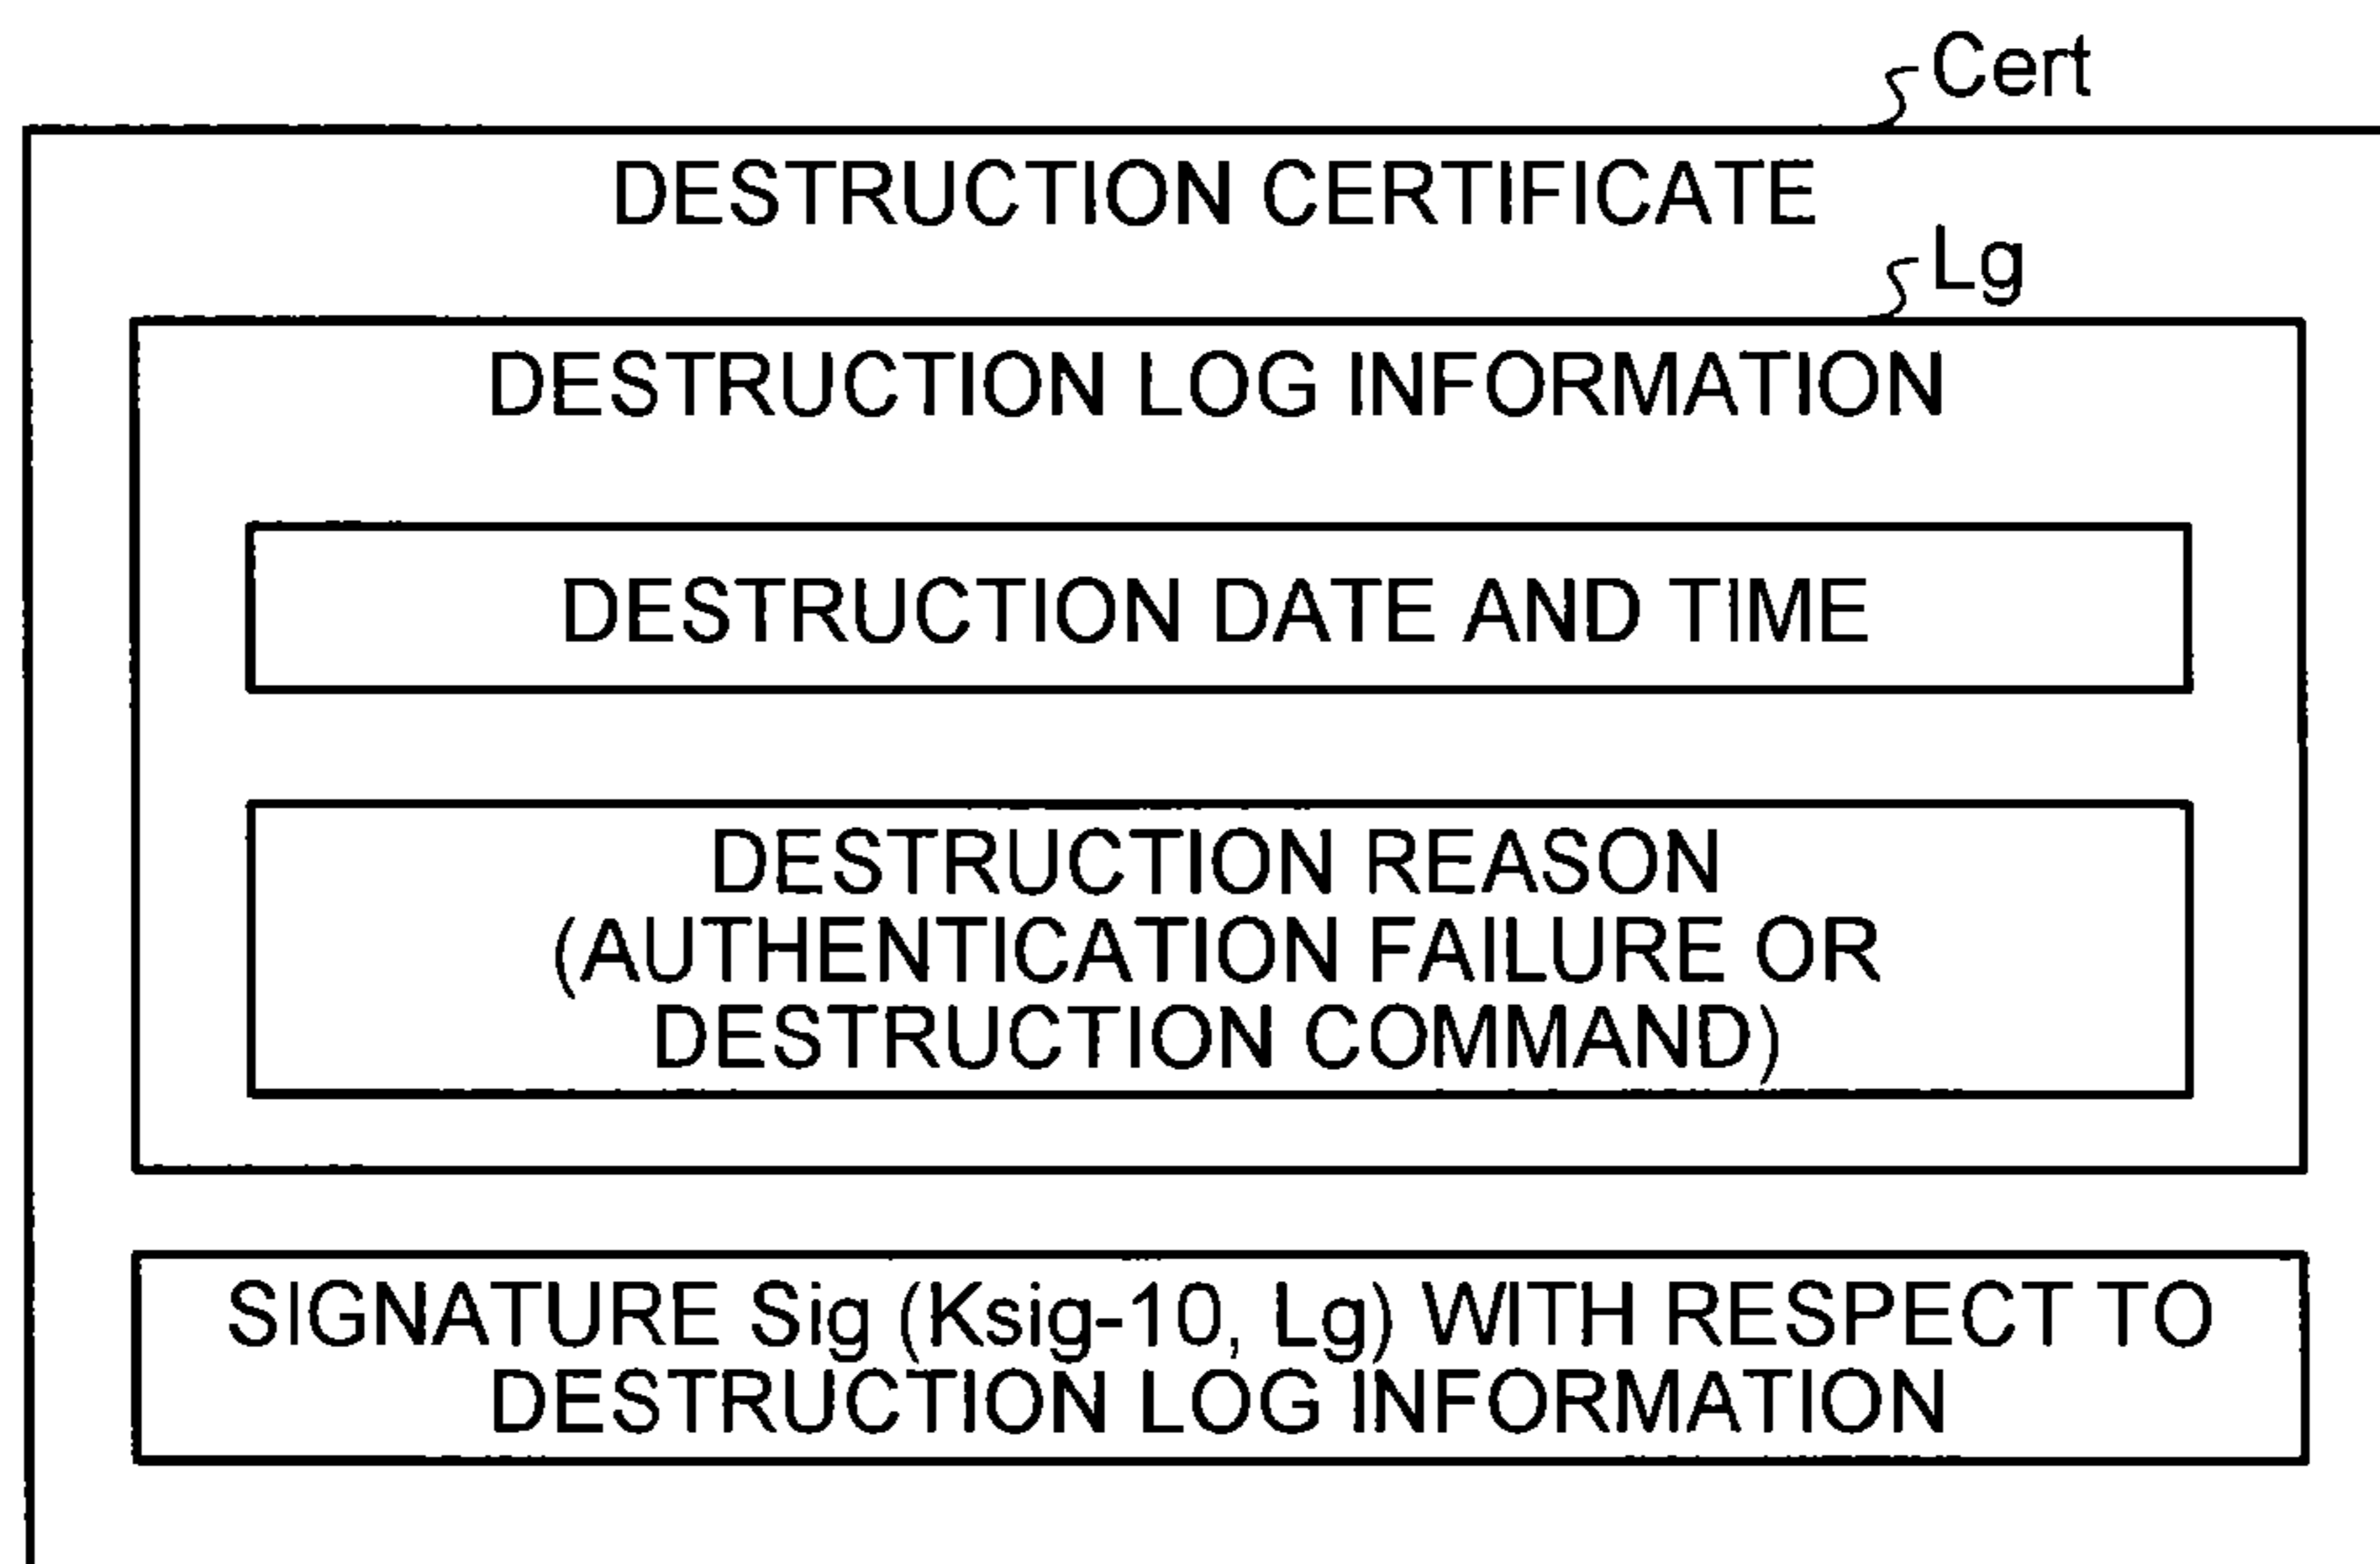 Cert
DESTRUCTION CERTIFICATE
Lg
DESTRUCTION LOG INFORMATION
DESTRUCTION DATE AND TIME
DESTRUCTION REASON
(AUTHENTICATION FAILURE OR
DESTRUCTION COMMAND)
SIGNATURE Sig (Ksig-10, Lg) WITH RESPECT TO
DESTRUCTION LOG INFORMATION